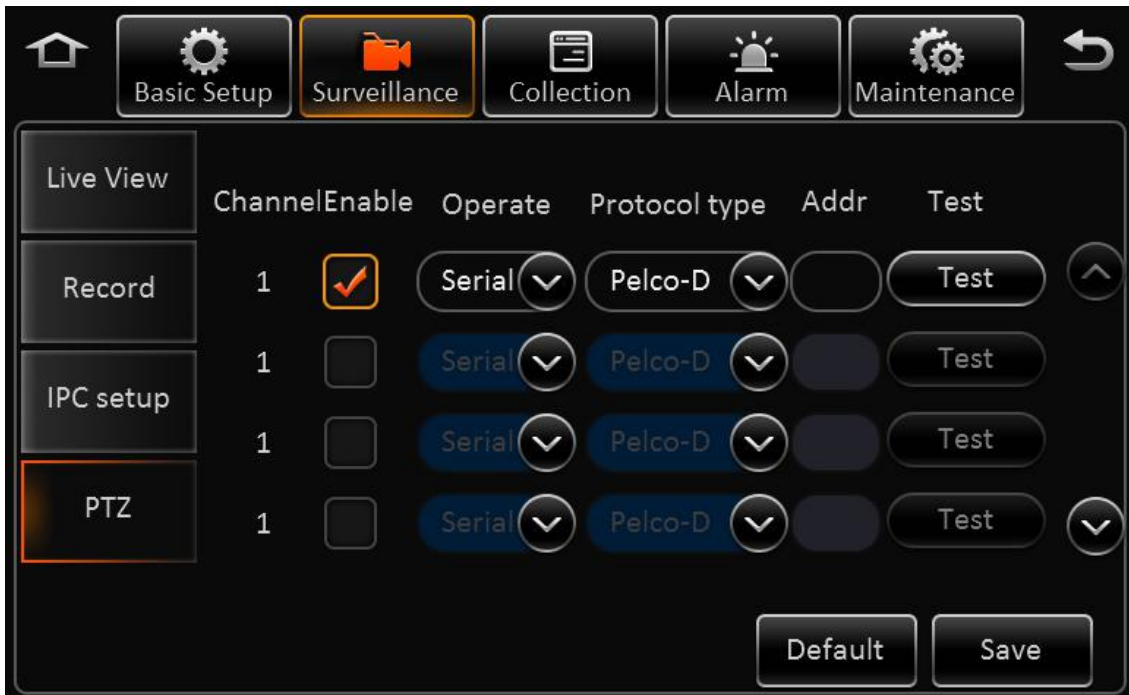 Basic Setup Surveillance Collection Alarm Maintenance
Live View
Channel Enable Operate Protocol type Addr Test
Record 1 Serial Pelco-D Test
1 Serial Pelco-D Test
IPC setup
1 Serial Pelco-D Test
PTZ 1 Serial Pelco-D Test
Default Save